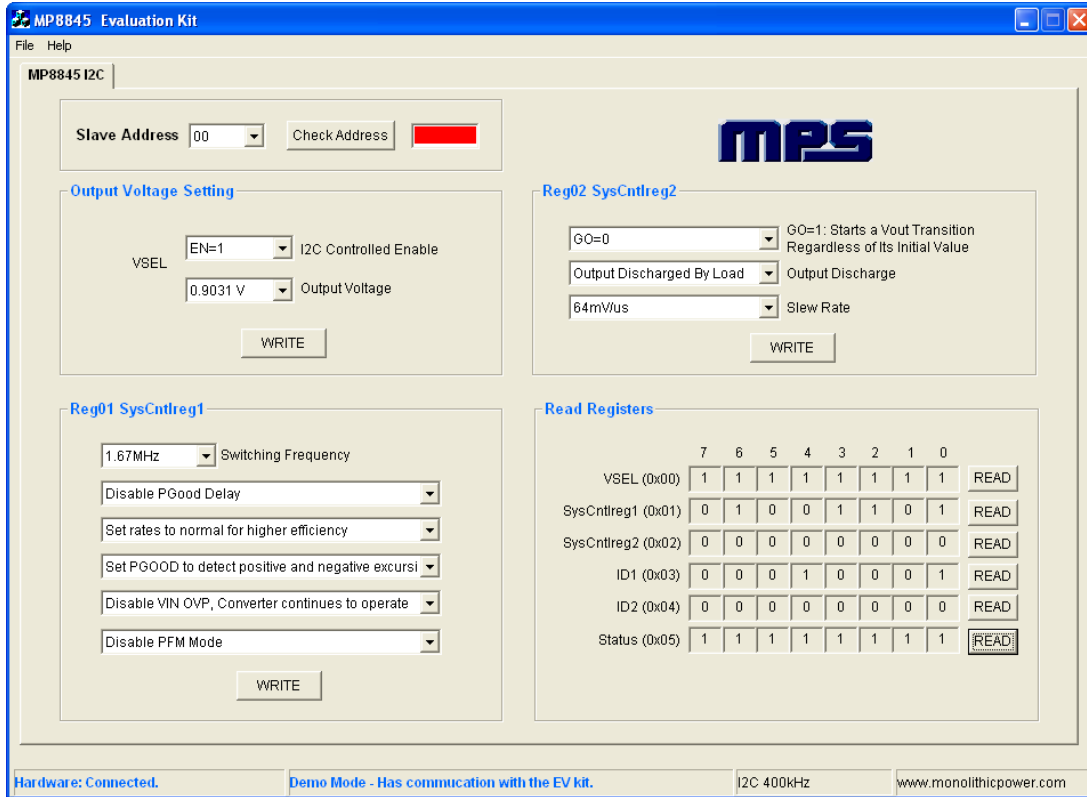 MP8845 Evaluation Kit
File Help
MP8845 I2C
Slave Address 00 Check Address
MPS
Output Voltage Setting
VSEL
EN=1 I2C Controlled Enable
0.9031 V Output Voltage
WRITE
Reg02 SysCntlreg2
GO=0 GO=1: Starts a Vout Transition
Regardless of Its Initial Value
Output Discharged By Load Output Discharge
64mV/us Slew Rate
WRITE
Reg01 SysCntlreg1
1.67MHz Switching Frequency
Disable PGood Delay
Set rates to normal for higher efficiency
Set PGOOD to detect positive and negative excursi
Disable VIN OVP, Converter continues to operate
Disable PFM Mode
WRITE
Read Registers
7 6 5 4 3 2 1 0
VSEL (0x00) 1 1 1 1 1 1 1 1 READ
SysCntlreg1 (0x01) 0 1 0 0 1 1 0 1 READ
SysCntlreg2 (0x02) 0 0 0 0 0 0 0 0 READ
ID1 (0x03) 0 0 0 1 0 0 0 1 READ
ID2 (0x04) 0 0 0 0 0 0 0 0 READ
Status (0x05) 1 1 1 1 1 1 1 1 READ
Hardware: Connected. Demo Mode - Has commucation with the EV kit. I2C 400kHz www.monolithicpower.com